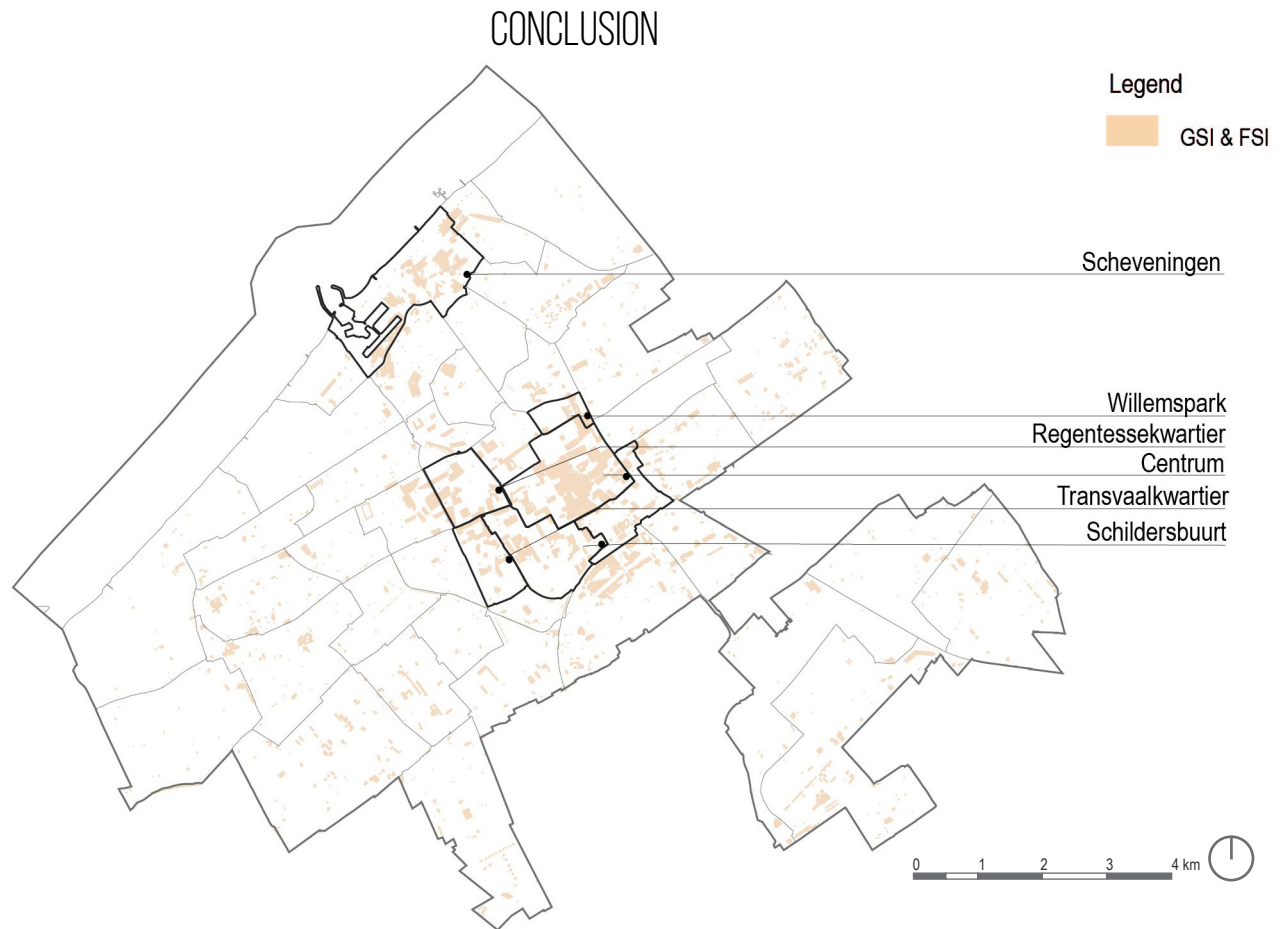 CONCLUSION
Legend
GSI & FSI
Scheveningen
Willemspark
Regentessekwartier
Centrum
Transvaalkwartier
Schildersbuurt
0 1 2 3 4 km